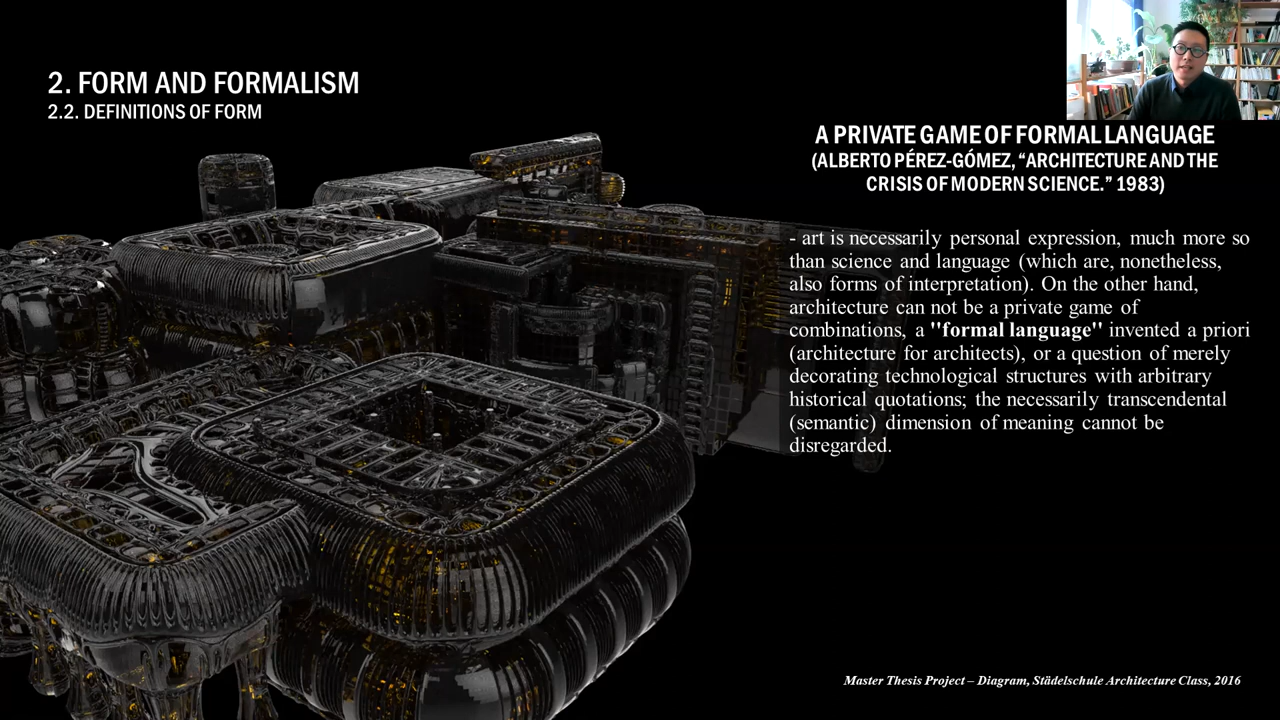 2. FORM AND FORMALISM
2.2. DEFINITIONS OF FORM
A PRIVATE GAME OF FORMAL LANGUAGE
(ALBERTO PÉREZ-GÓMEZ, “ARCHITECTURE AND THE
CRISIS OF MODERN SCIENCE.” 1983)
- art is necessarily personal expression, much more so
than science and language (which are, nonetheless,
also forms of interpretation). On the other hand,
architecture can not be a private game of
combinations, a "formal language" invented a priori
(architecture for architects), or a question of merely
decorating technological structures with arbitrary
historical quotations; the necessarily transcendental
(semantic) dimension of meaning cannot be
disregarded.
Master Thesis Project – Diagram, Städelschule Architecture Class, 2016